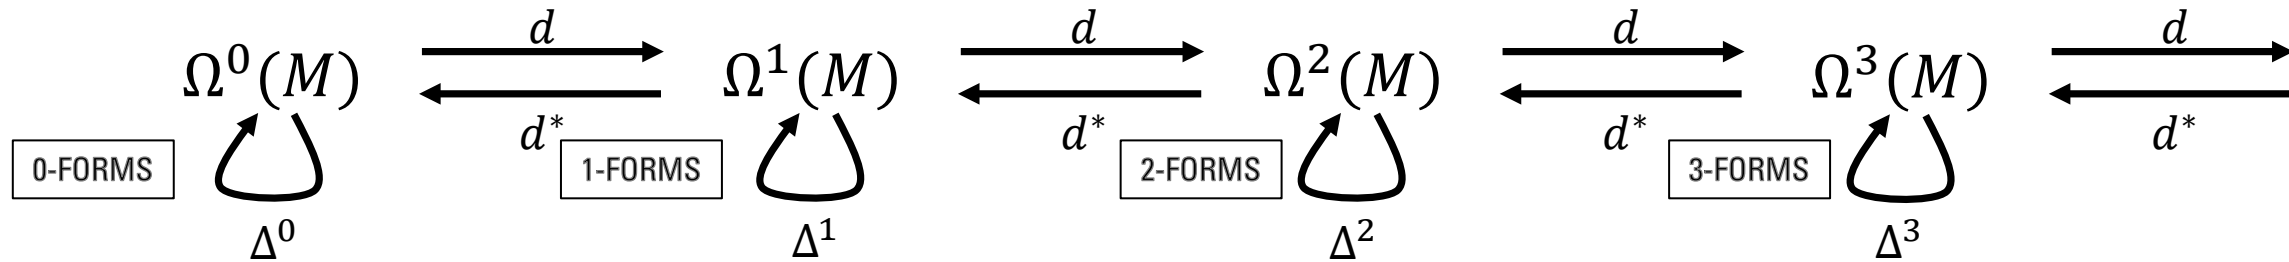 d d d d
Ω⁰(M) Ω¹(M) Ω²(M) Ω³(M)
d* d* d* d*
0-FORMS 1-FORMS 2-FORMS 3-FORMS
Δ⁰ Δ¹ Δ² Δ³